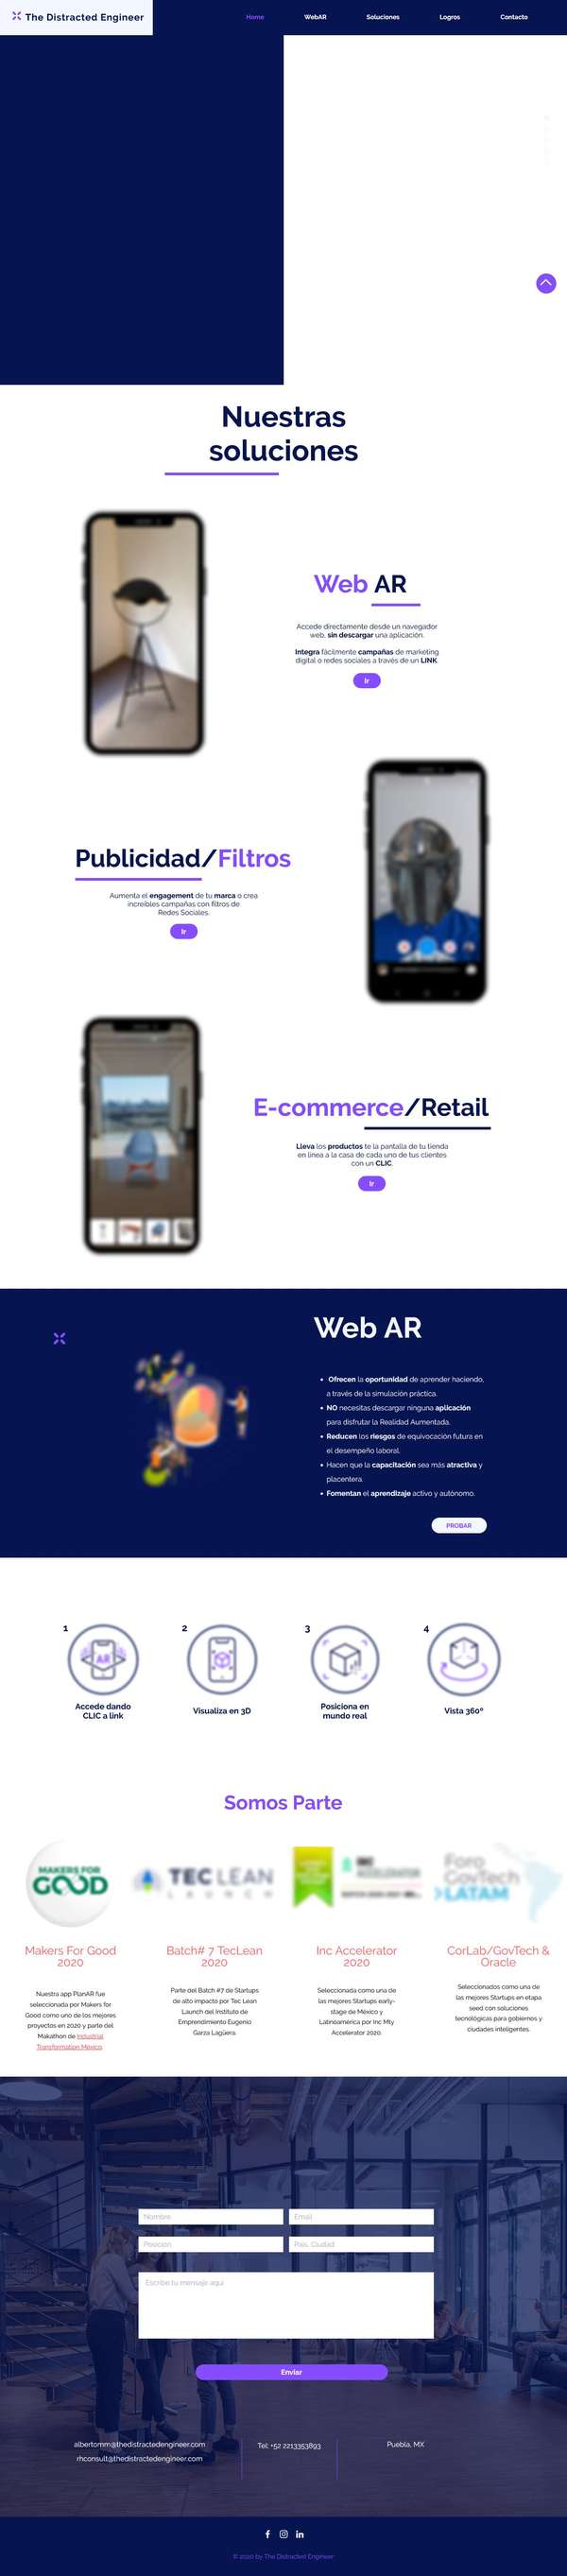 The Distracted Engineer
Home
WebAR
Soluciones
Logros
Contacto
Nuestras
soluciones
Web AR
Accede directamente desde un navegador
web, sin descargar una aplicación.
Integra fácilmente campañas de marketing
digital o redes sociales a través de un LINK
Ir
Publicidad/Filtros
Aumenta el engagement de tu marca o crea
increíbles campañas con filtros de
Redes Sociales.
Ir
E-commerce/Retail
Lleva los productos te la pantalla de tu tienda
en línea a la casa de cada uno de tus clientes
con un CLIC.
Ir
Web AR
Ofrecen la oportunidad de aprender haciendo,
a través de la simulación práctica.
NO necesitas descargar ninguna aplicación
para disfrutar la Realidad Aumentada.
Reducen los riesgos de equivocación futura en
el desempeño laboral.
Hacen que la capacitación sea más atractiva y
placentera.
Fomentan el aprendizaje activo y autónomo.
PROBAR
1
AR
Accede dando
CLIC a link
2
Visualiza en 3D
3
Posiciona en
mundo real
4
Vista 360º
Somos Parte
MAKERS FOR
GOOD
TEC LEAN
LAUNCH
INC
ACCELERATOR
Foro
GovTech
LATAM
Makers For Good
2020
Nuestra app PlanAR fue
seleccionada por Makers for
Good como uno de los mejores
proyectos en 2020 y parte del
Makathon de Industrial
Transformation Mexico
Batch# 7 TecLean
2020
Parte del Batch #7 de Startups
de alto impacto por Tec Lean
Launch del Instituto de
Emprendimiento Eugenio
Garza Lagüera.
Inc Accelerator
2020
Seleccionada como una de
las mejores Startups early-
stage de México y
Latinoamérica por Inc Mty
Accelerator 2020.
CorLab/GovTech &
Oracle
Seleccionados como una de
las mejores Startups en etapa
seed con soluciones
tecnológicas para gobiernos y
ciudades inteligentes.
Nombre
Email
Posición
País, Ciudad
Escribe tu mensaje aquí
Enviar
albertomm@thedistractedengineer.com
rhconsult@thedistractedengineer.com
Tel: +52 2213353893
Puebla, MX
© 2020 by The Distracted Engineer